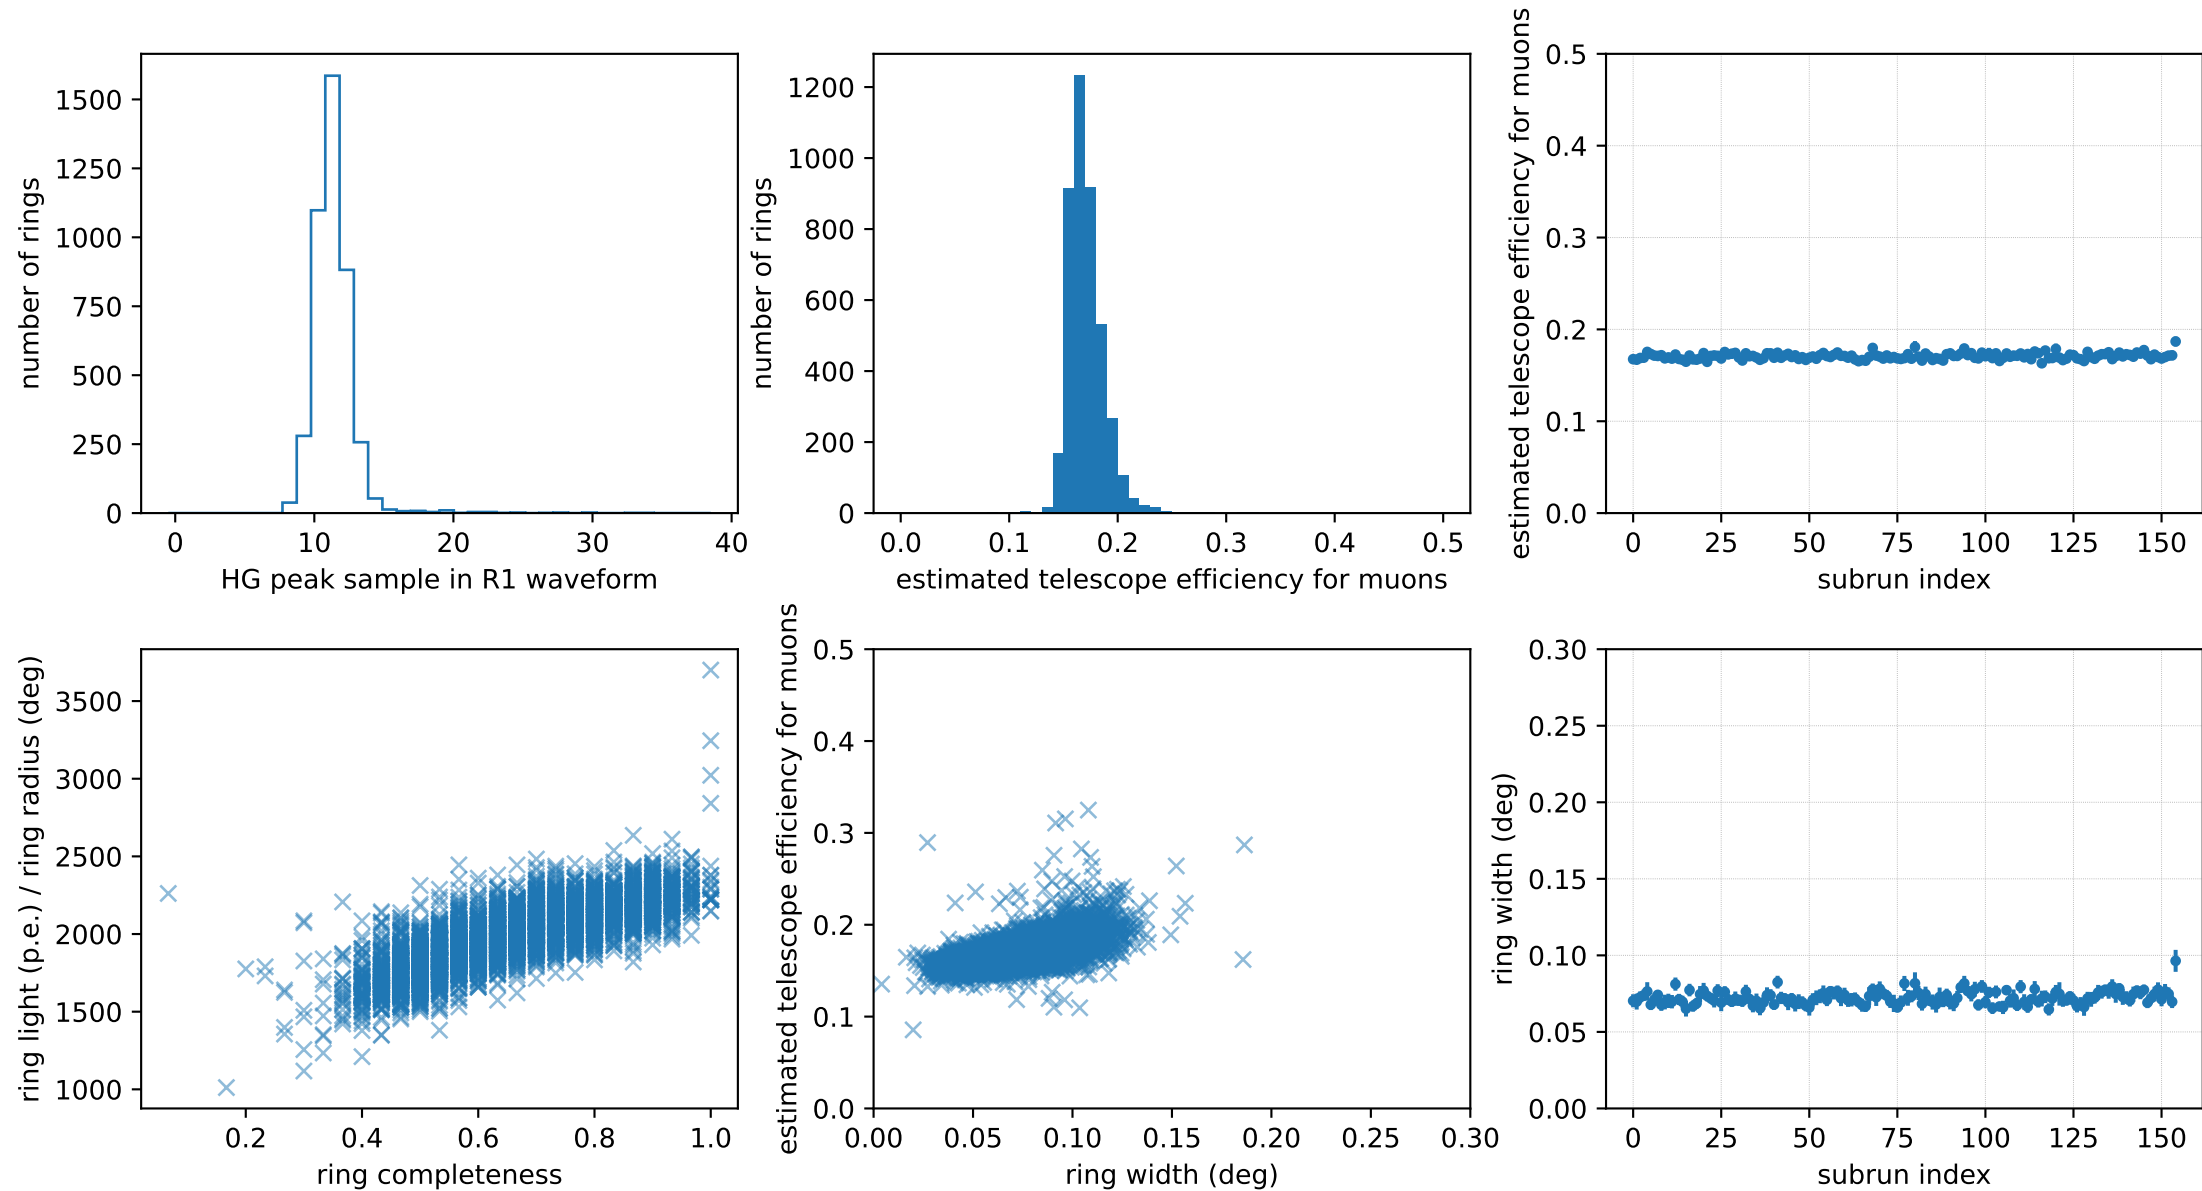 number of rings
1500
1250
1000
750
500
250
0
0 10 20 30 40
HG peak sample in R1 waveform
number of rings
1200
1000
800
600
400
200
0
0.0 0.1 0.2 0.3 0.4 0.5
estimated telescope efficiency for muons
estimated telescope efficiency for muons
0.5
0.4
0.3
0.2
0.1
0.0
0 25 50 75 100 125 150
subrun index
ring light (p.e.) / ring radius (deg)
3500
3000
2500
2000
1500
1000
0.2 0.4 0.6 0.8 1.0
ring completeness
estimated telescope efficiency for muons
0.5
0.4
0.3
0.2
0.1
0.0
0.00 0.05 0.10 0.15 0.20 0.25 0.30
ring width (deg)
ring width (deg)
0.30
0.25
0.20
0.15
0.10
0.05
0.00
0 25 50 75 100 125 150
subrun index